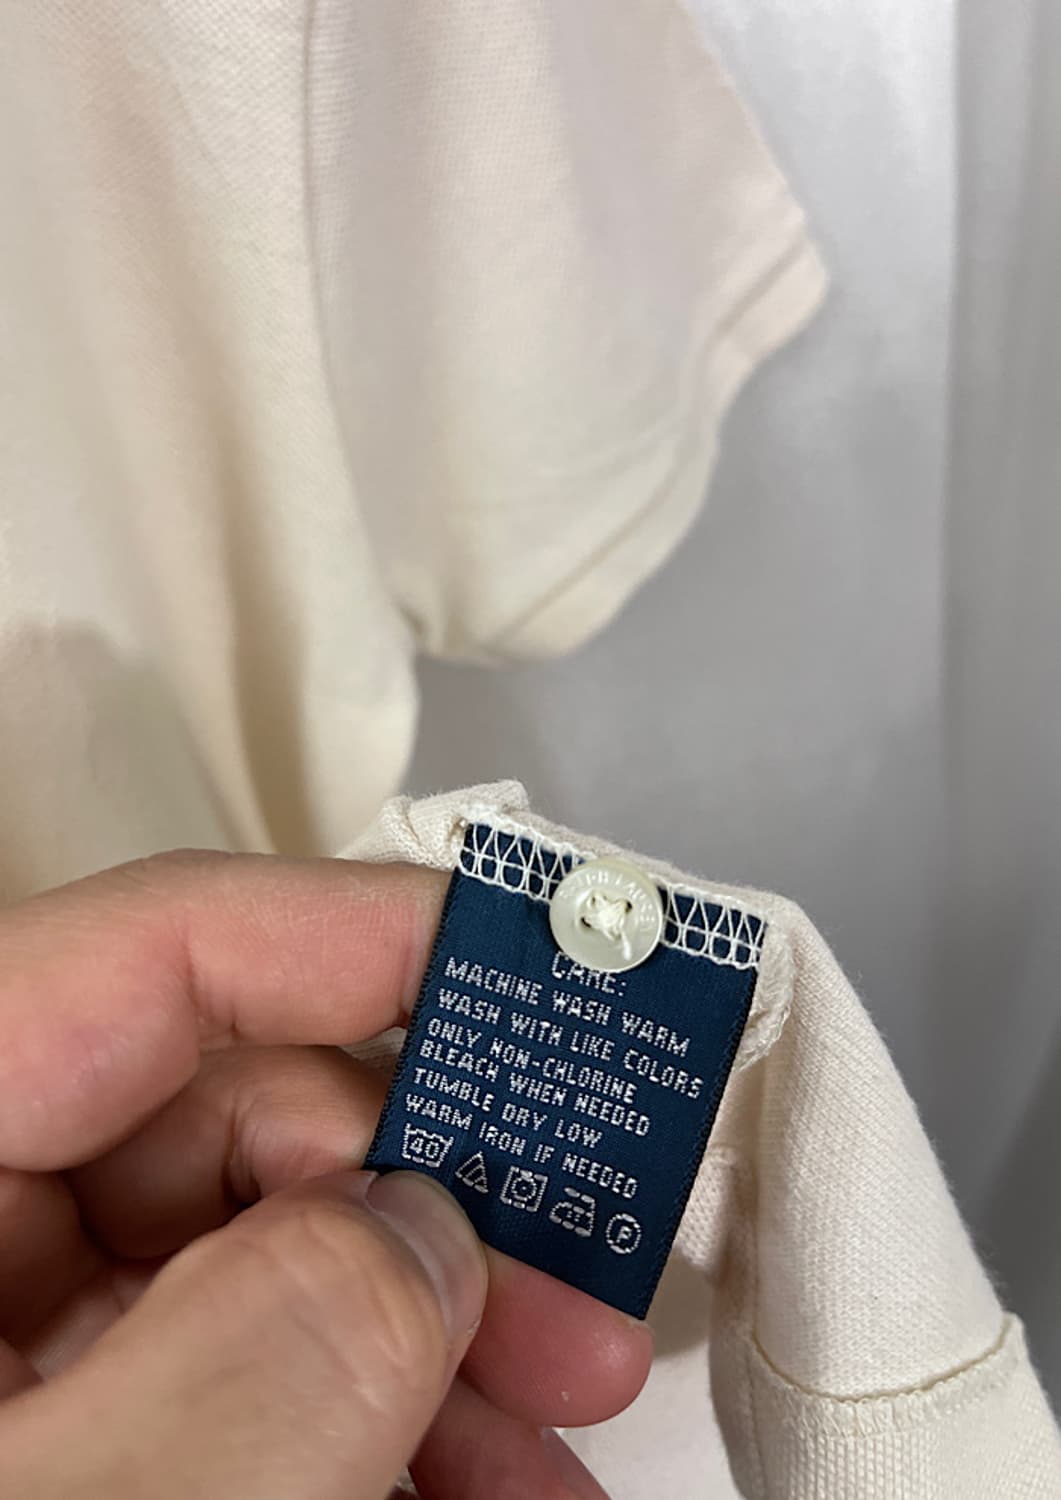 CARE:
MACHINE WASH WARM
WASH WITH LIKE COLORS
ONLY NON-CHLORINE
BLEACH WHEN NEEDED
TUMBLE DRY LOW
WARM IRON IF NEEDED
40
P